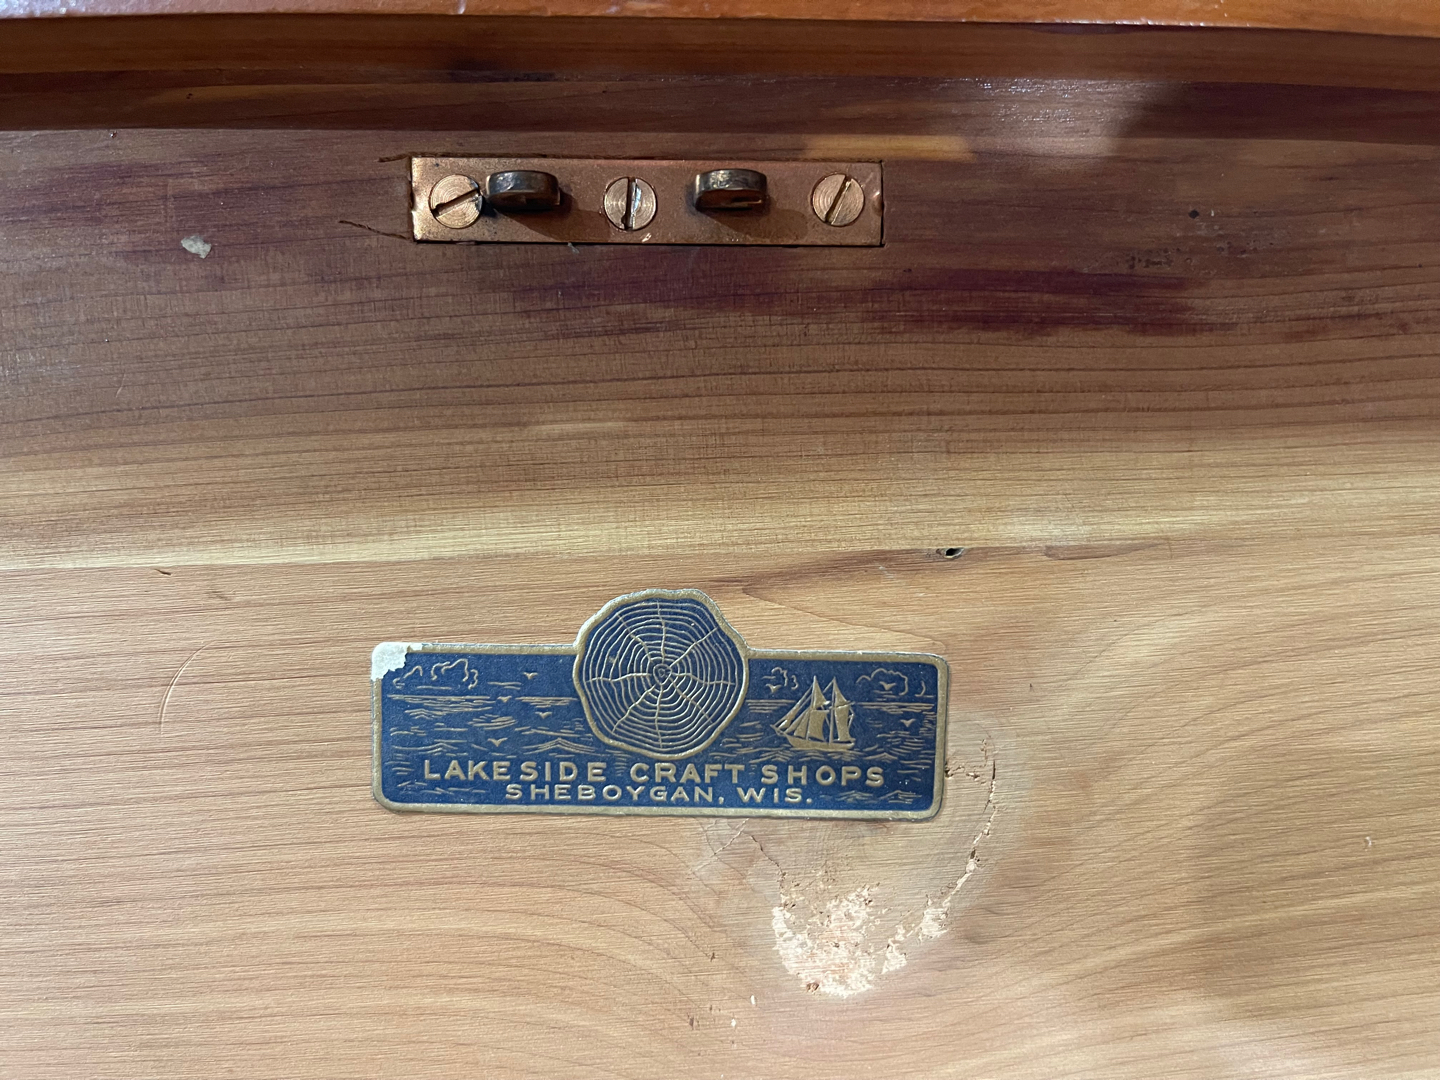 LAKESIDE CRAFT SHOPS
SHEBOYGAN, WIS.